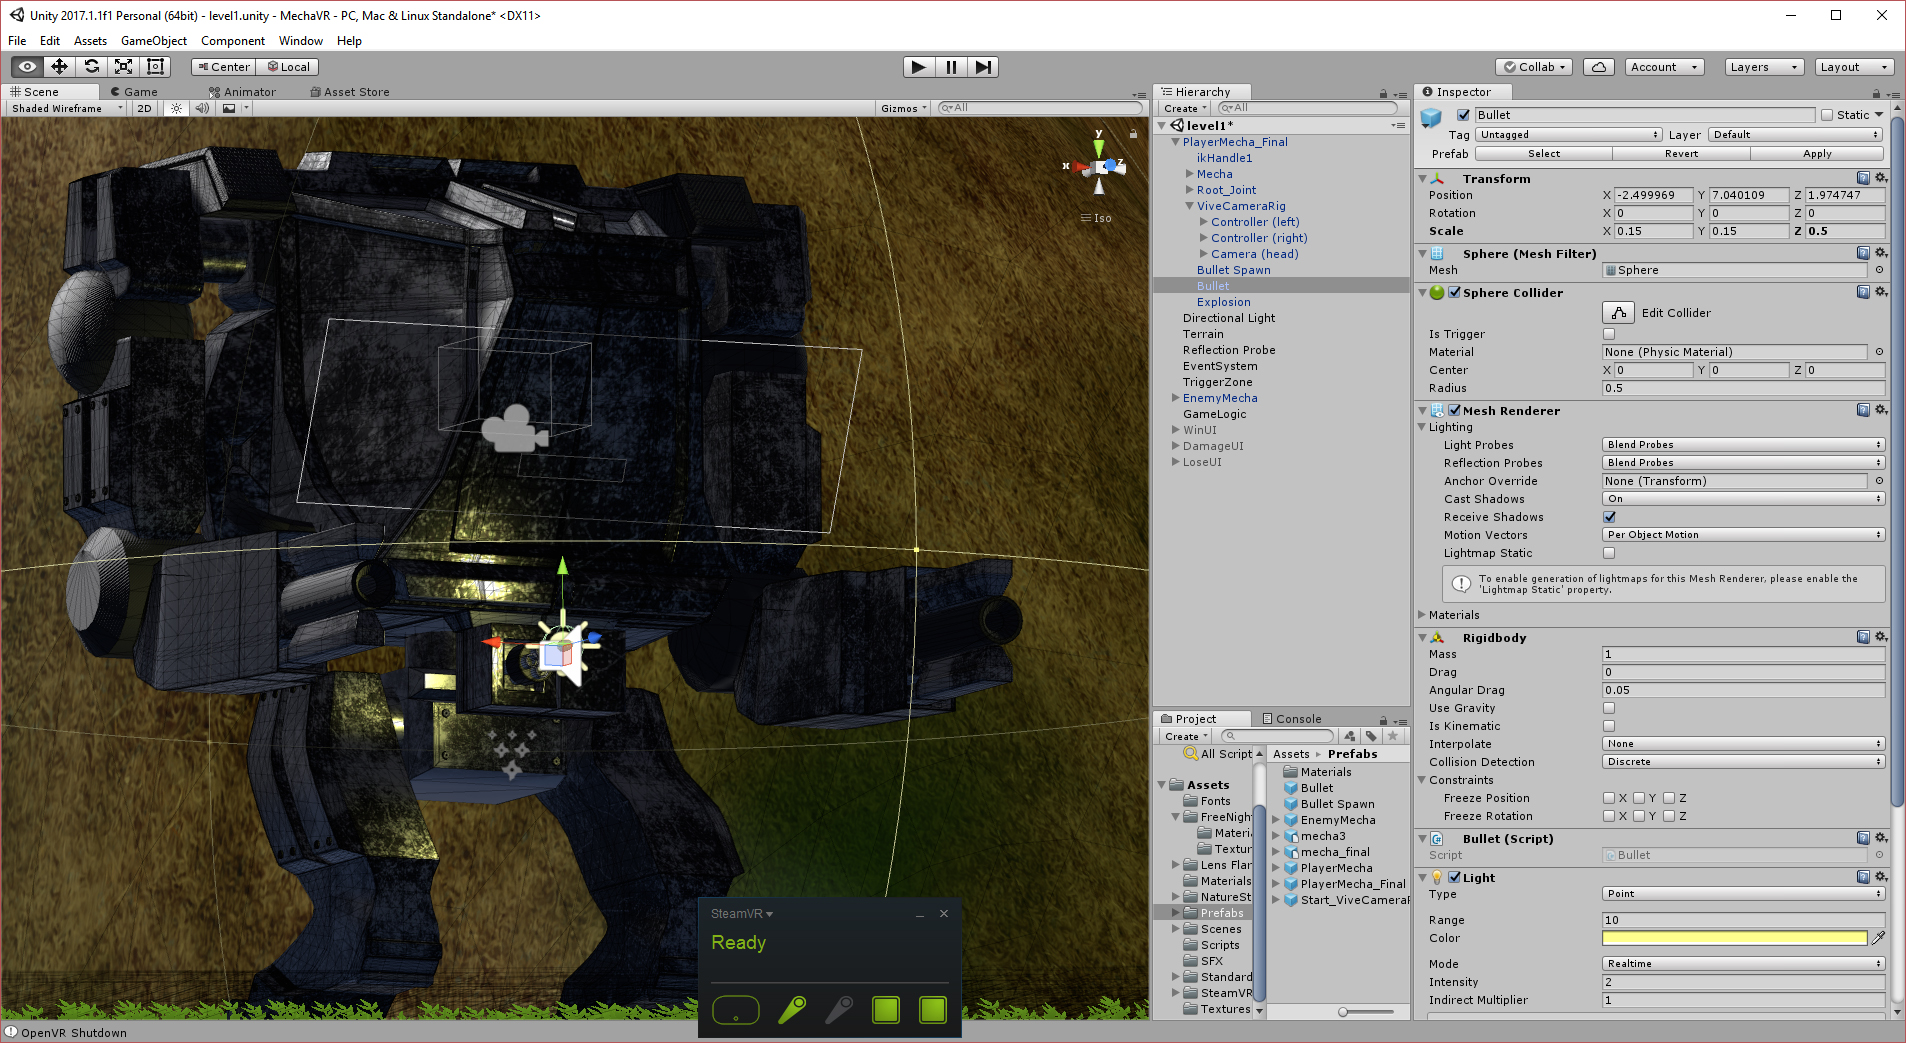 Unity 2017.1.1f1 Personal (64bit) - level1.unity - MechaVR - PC, Mac & Linux Standalone* <DX11>
File Edit Assets GameObject Component Window Help
Center Local Collab Account Layers Layout
Scene Game Animator Asset Store
Shaded Wireframe 2D Gizmos All
y
x z
Iso
Hierarchy
Create All
level1*
PlayerMecha_Final
ikHandle1
Mecha
Root_Joint
ViveCameraRig
Controller (left)
Controller (right)
Camera (head)
Bullet Spawn
Bullet
Explosion
Directional Light
Terrain
Reflection Probe
EventSystem
TriggerZone
EnemyMecha
GameLogic
WinUI
DamageUI
LoseUI
Project Console
Create
All Script
Assets
Fonts
FreeNigh
Materi
Textur
Lens Flar
Materials
NatureSt
Prefabs
Scenes
Scripts
SFX
Standard
SteamVR
Textures
Assets Prefabs
Materials
Bullet
Bullet Spawn
EnemyMecha
mecha3
mecha_final
PlayerMecha
PlayerMecha_Final
Start_ViveCameraR
Inspector
Bullet Static
Tag Untagged Layer Default
Prefab Select Revert Apply
Transform
Position X -2.499969 Y 7.040109 Z 1.974747
Rotation X 0 Y 0 Z 0
Scale X 0.15 Y 0.15 Z 0.5
Sphere (Mesh Filter)
Mesh Sphere
Sphere Collider
Edit Collider
Is Trigger
Material None (Physic Material)
Center X 0 Y 0 Z 0
Radius 0.5
Mesh Renderer
Lighting
Light Probes Blend Probes
Reflection Probes Blend Probes
Anchor Override None (Transform)
Cast Shadows On
Receive Shadows
Motion Vectors Per Object Motion
Lightmap Static
To enable generation of lightmaps for this Mesh Renderer, please enable the
'Lightmap Static' property.
Materials
Rigidbody
Mass 1
Drag 0
Angular Drag 0.05
Use Gravity
Is Kinematic
Interpolate None
Collision Detection Discrete
Constraints
Freeze Position X Y Z
Freeze Rotation X Y Z
Bullet (Script)
Script Bullet
Light
Type Point
Range 10
Color
Mode Realtime
Intensity 2
Indirect Multiplier 1
SteamVR
Ready
OpenVR Shutdown